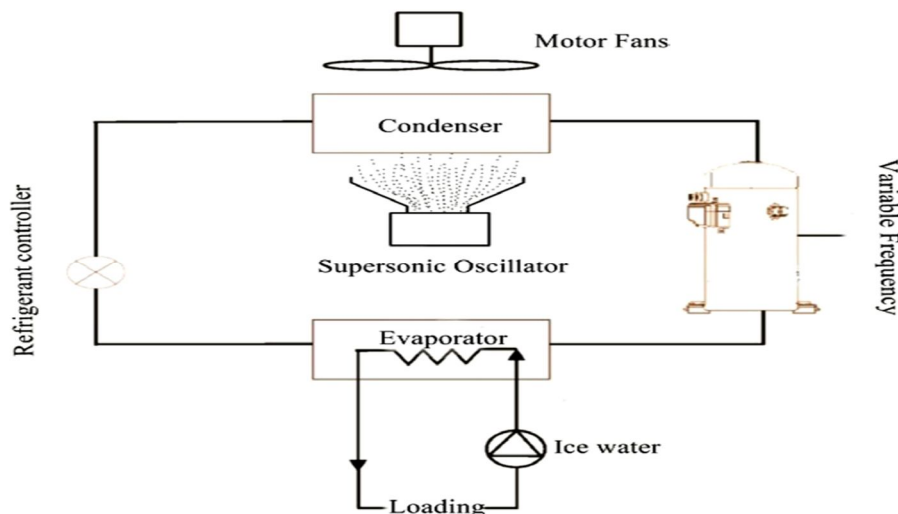 Motor Fans
Condenser
Supersonic Oscillator
Refrigerant controller
Variable Frequency
Evaporator
Ice water
Loading